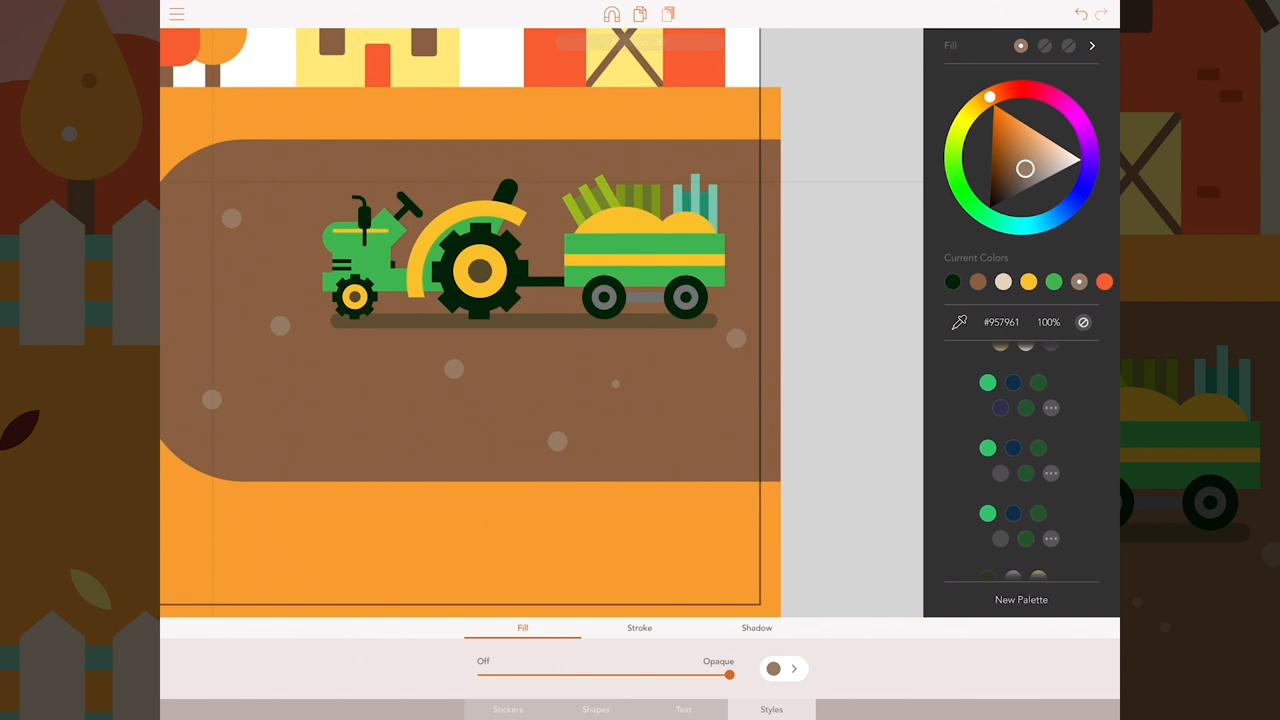 Fill
Current Colors
#957961 100%
New Palette
Fill Stroke Shadow
Off Opaque
Stickers Shapes Text Styles